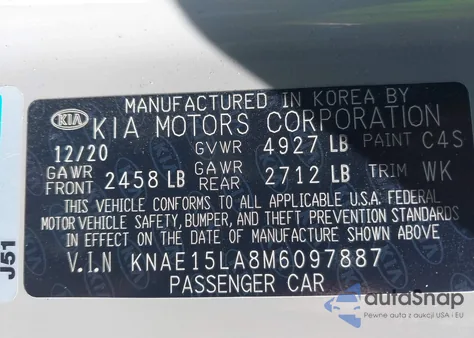 MANUFACTURED IN KOREA BY
KIA KIA MOTORS CORPORATION
12/20 GVWR 4927 LB PAINT C4S
GAWR FRONT 2458 LB GAWR REAR 2712 LB TRIM WK
THIS VEHICLE CONFORMS TO ALL APPLICABLE U.S.A. FEDERAL
MOTOR VEHICLE SAFETY, BUMPER, AND THEFT PREVENTION STANDARDS
IN EFFECT ON THE DATE OF MANUFACTURE SHOWN ABOVE
V.I.N KNAE15LA8M6097887
PASSENGER CAR
J51
autoSnap
Pewne auta z USA i EU